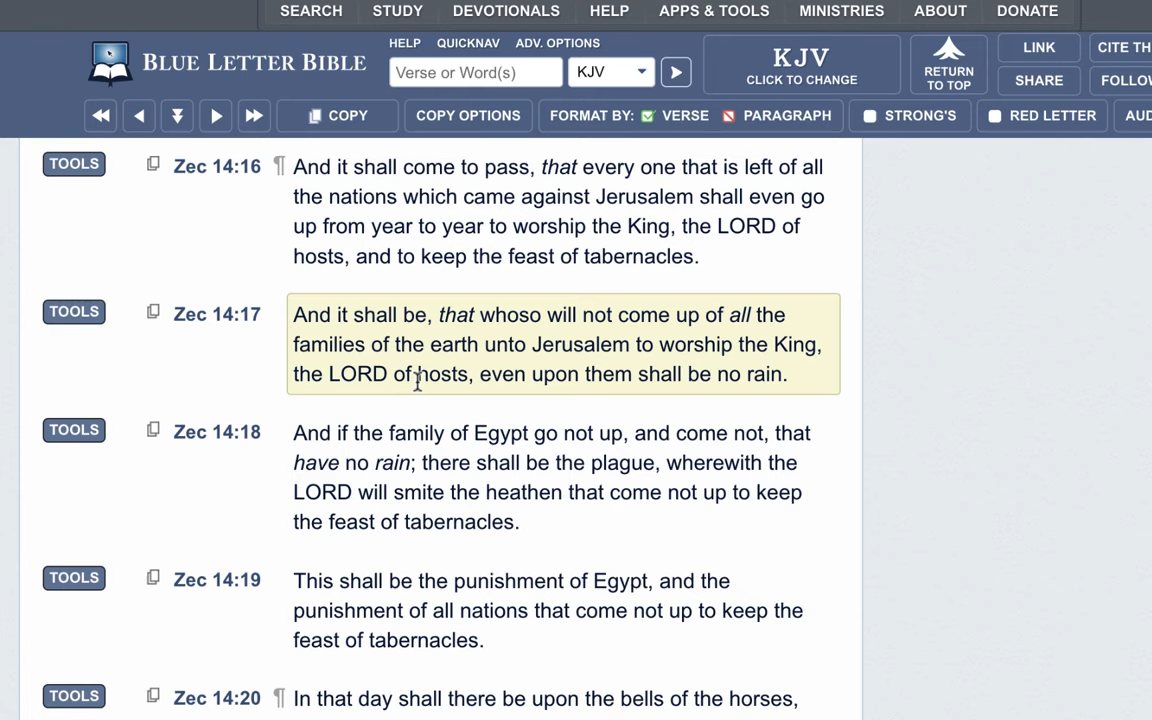 SEARCH STUDY DEVOTIONALS HELP APPS & TOOLS MINISTRIES ABOUT DONATE
BLUE LETTER BIBLE
HELP QUICKNAV ADV. OPTIONS
Verse or Word(s) KJV
KJV
CLICK TO CHANGE
RETURN
TO TOP
LINK CITE TH
SHARE FOLLOW
COPY COPY OPTIONS FORMAT BY: VERSE PARAGRAPH STRONG'S RED LETTER AUD
TOOLS Zec 14:16 ¶ And it shall come to pass, that every one that is left of all
the nations which came against Jerusalem shall even go
up from year to year to worship the King, the LORD of
hosts, and to keep the feast of tabernacles.
TOOLS Zec 14:17 And it shall be, that whoso will not come up of all the
families of the earth unto Jerusalem to worship the King,
the LORD of hosts, even upon them shall be no rain.
TOOLS Zec 14:18 And if the family of Egypt go not up, and come not, that
have no rain; there shall be the plague, wherewith the
LORD will smite the heathen that come not up to keep
the feast of tabernacles.
TOOLS Zec 14:19 This shall be the punishment of Egypt, and the
punishment of all nations that come not up to keep the
feast of tabernacles.
TOOLS Zec 14:20 ¶ In that day shall there be upon the bells of the horses,